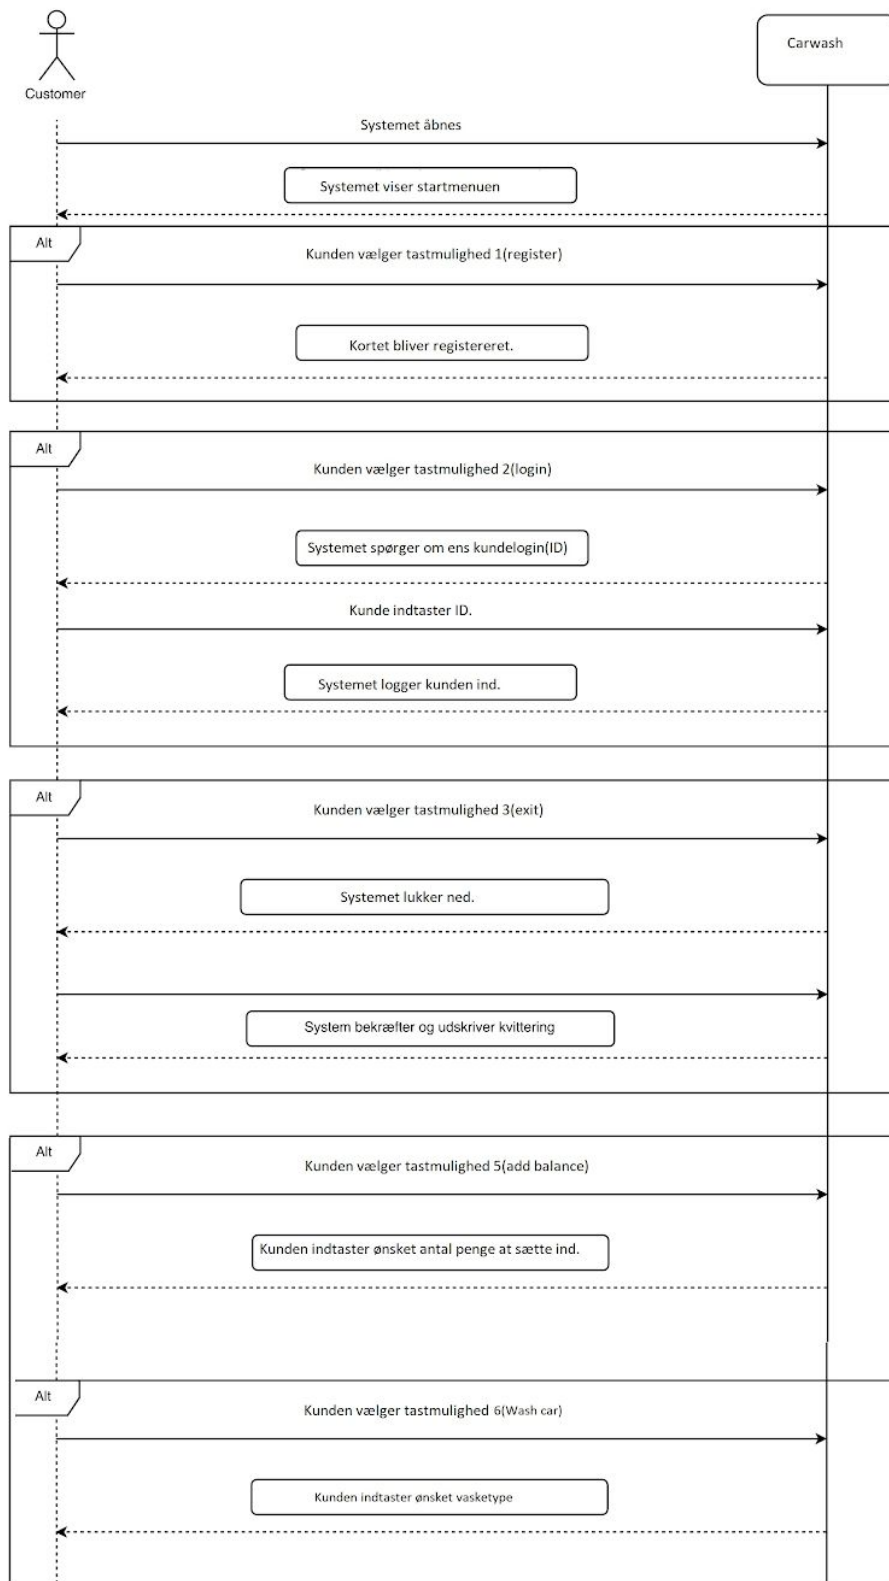 Carwash
Customer
Systemet åbnes
Systemet viser startmenuen
Alt
Kunden vælger tastmulighed 1(register)
Kortet bliver registereret.
Alt
Kunden vælger tastmulighed 2(login)
Systemet spørger om ens kundelogin(ID)
Kunde indtaster ID.
Systemet logger kunden ind.
Alt
Kunden vælger tastmulighed 3(exit)
Systemet lukker ned.
System bekræfter og udskriver kvittering
Alt
Kunden vælger tastmulighed 5(add balance)
Kunden indtaster ønsket antal penge at sætte ind.
Alt
Kunden vælger tastmulighed 6(Wash car)
Kunden indtaster ønsket vasketype